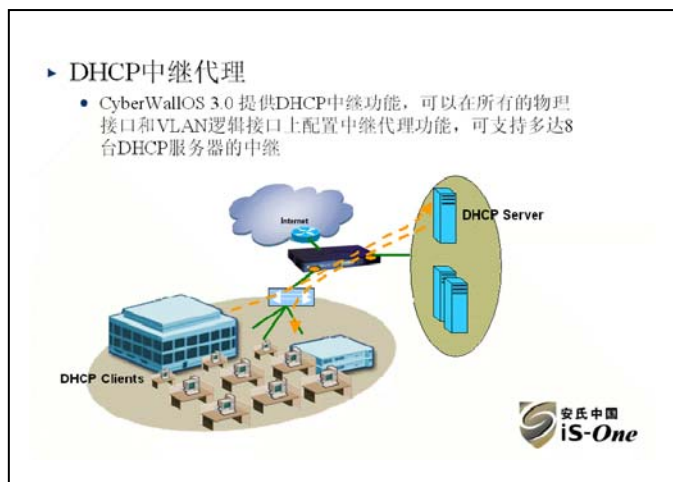 DHCP中继代理
CyberWallOS 3.0 提供DHCP中继功能，可以在所有的物理
接口和VLAN逻辑接口上配置中继代理功能，可支持多达8
台DHCP服务器的中继
Internet
DHCP Server
DHCP Clients
安氏中国
iS-One